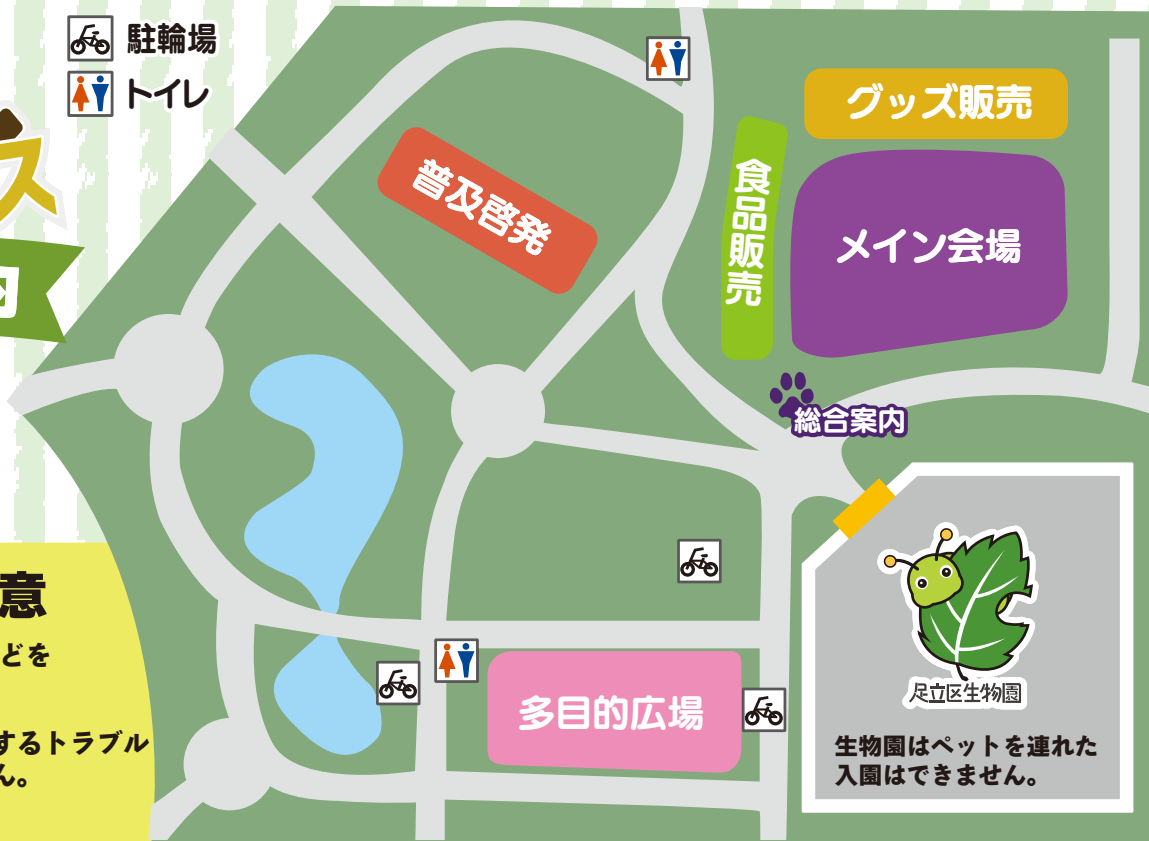 駐輪場
トイレ
ス
グッズ販売
食品販売
普及啓発
メイン会場
総合案内
意
どを
するトラブル
ん。
多目的広場
足立区生物園
生物園はペットを連れた
入園はできません。